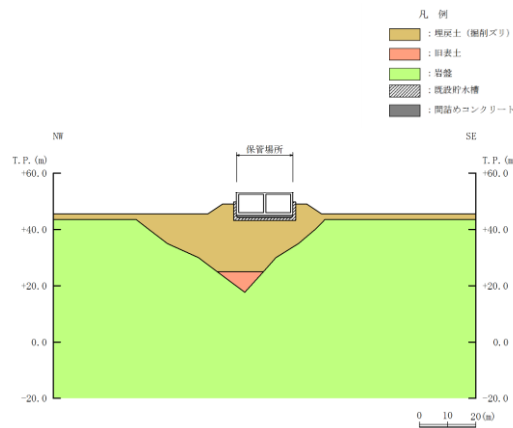 凡 例
：埋戻土（掘削ズリ）
：旧表土
：岩盤
：既設貯水槽
：間詰めコンクリート
NW
SE
保管場所
T.P.(m)
T.P.(m)
+60.0
+60.0
+40.0
+40.0
+20.0
+20.0
0.0
0.0
-20.0
-20.0
0 10 20(m)